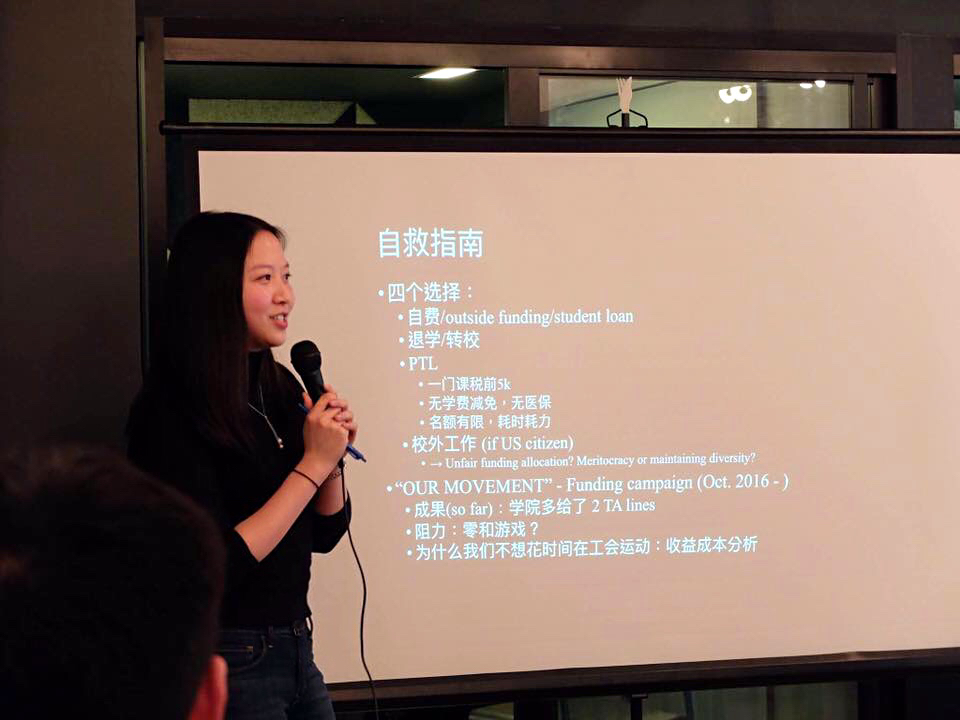 自救指南
•四个选择：
•自费/outside funding/student loan
•退学/转校
•PTL
•一门课税前5k
•无学费减免，无医保
•名额有限，耗时耗力
•校外工作 (if US citizen)
•→ Unfair funding allocation? Meritocracy or maintaining diversity?
•“OUR MOVEMENT” - Funding campaign (Oct. 2016 - )
•成果(so far)：学院多给了 2 TA lines
•阻力：零和游戏？
•为什么我们不想花时间在工会运动：收益成本分析